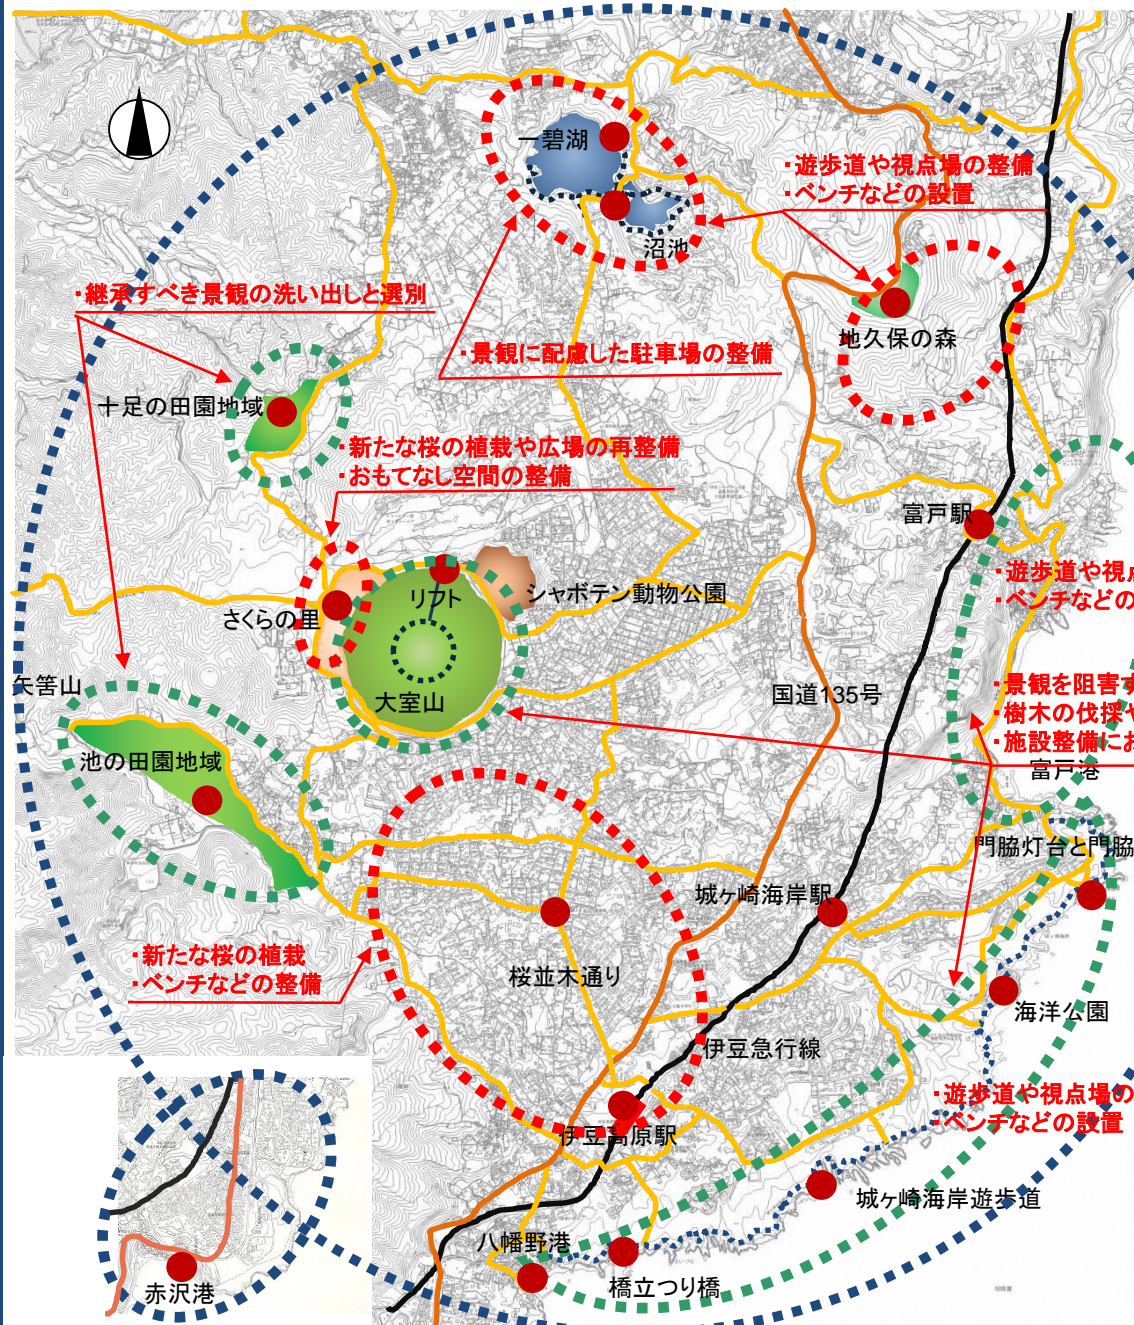 一碧湖
・遊歩道や視点場の整備
・ベンチなどの設置
沼池
・継承すべき景観の洗い出しと選別
地久保の森
・景観に配慮した駐車場の整備
十足の田園地域
・新たな桜の植栽や広場の再整備
・おもてなし空間の整備
富戸駅
・遊歩道や視点
・ベンチなどの
リフト
シャボテン動物公園
さくらの里
矢筈山
大室山
国道135号
・景観を阻害す
・樹木の伐採や
・施設整備にお
池の田園地域
富戸港
門脇灯台と門脇
城ヶ崎海岸駅
・新たな桜の植栽
・ベンチなどの整備
桜並木通り
海洋公園
伊豆急行線
・遊歩道や視点場の
・ベンチなどの設置
伊豆高原駅
城ヶ崎海岸遊歩道
八幡野港
橋立つり橋
赤沢港